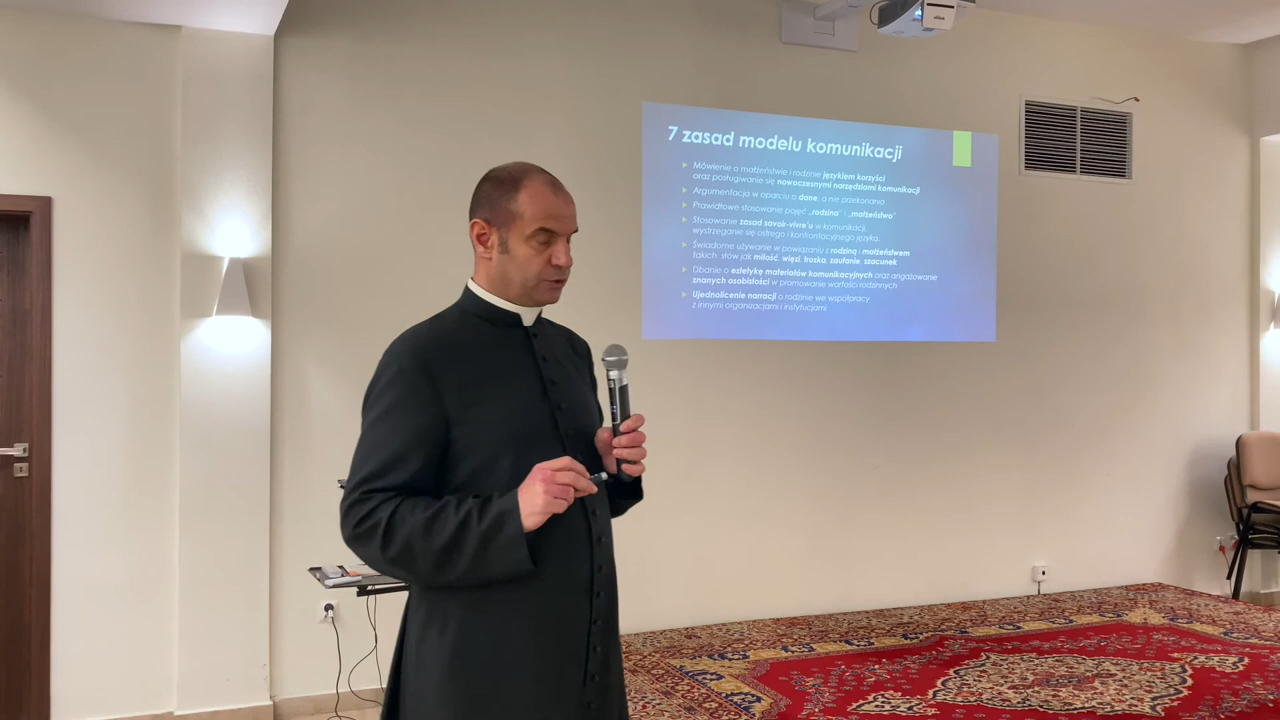 7 zasad modelu komunikacji
Mówienie o małżeństwie i rodzinie językiem korzyści
oraz posługiwanie się nowoczesnymi narzędziami komunikacji
Argumentacja w oparciu o dane, a nie przekonania
Prawidłowe stosowanie pojęć „rodzina” i „małżeństwo”
Stosowanie zasad savoir-vivre'u w komunikacji,
wystrzeganie się ostrego i konfrontacyjnego języka.
Świadome używanie w powiązaniu z rodziną i małżeństwem
takich słów jak miłość, więzi, troska, zaufanie, szacunek
Dbanie o estetykę materiałów komunikacyjnych oraz angażowanie
znanych osobistości w promowanie wartości rodzinnych
Ujednolicenie narracji o rodzinie we współpracy
z innymi organizacjami i instytucjami